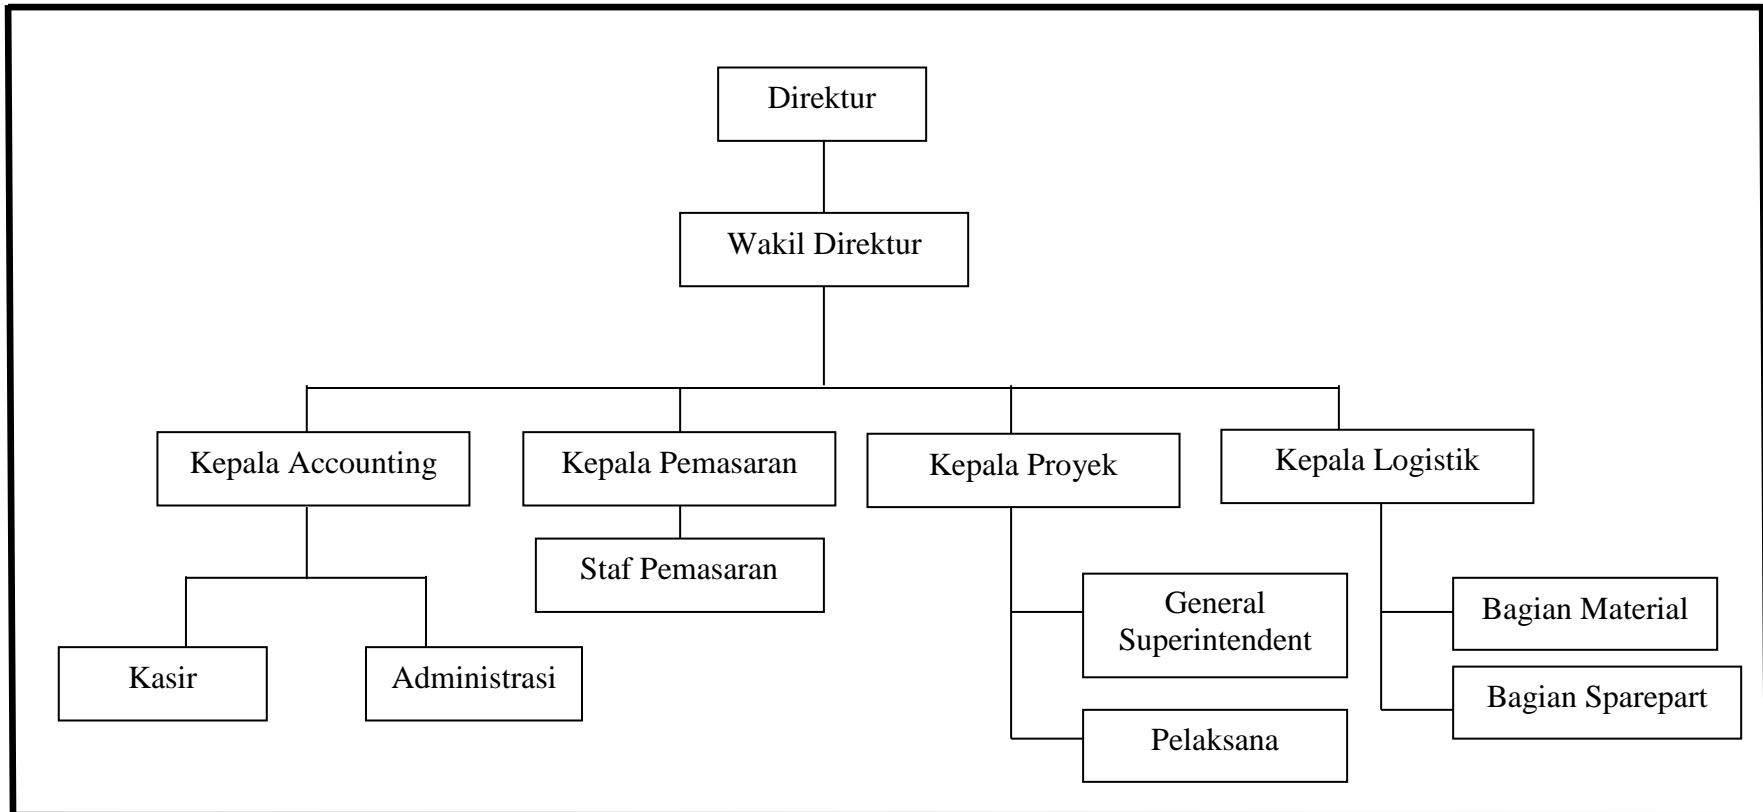 Direktur
Wakil Direktur
Kepala Accounting
Kepala Pemasaran
Kepala Proyek
Kepala Logistik
Staf Pemasaran
General
Superintendent
Bagian Material
Kasir
Administrasi
Bagian Sparepart
Pelaksana